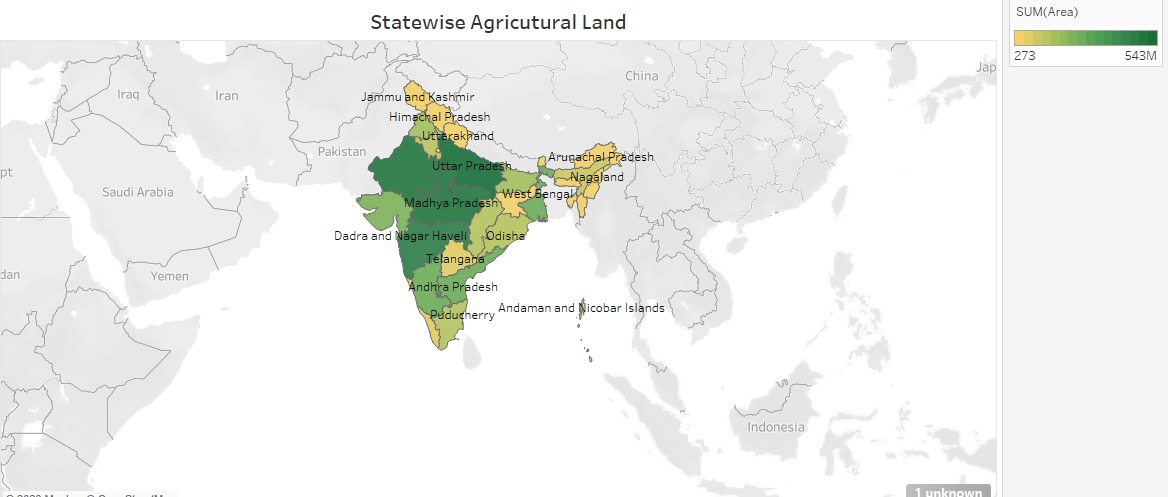 Statewise Agricutural Land
SUM(Area)
273 543M
China
Jap
Iraq
Iran
Jammu and Kashmir
Himachal Pradesh
Uttarakhand
Pakistan
Arunachal Pradesh
pt
Uttar Pradesh
Nagaland
Saudi Arabia
West Bengal
Madhya Pradesh
Dadra and Nagar Haveli
Odisha
Telangana
dan
Yemen
Andhra Pradesh
Andaman and Nicobar Islands
Puducherry
Indonesia
1 unknown